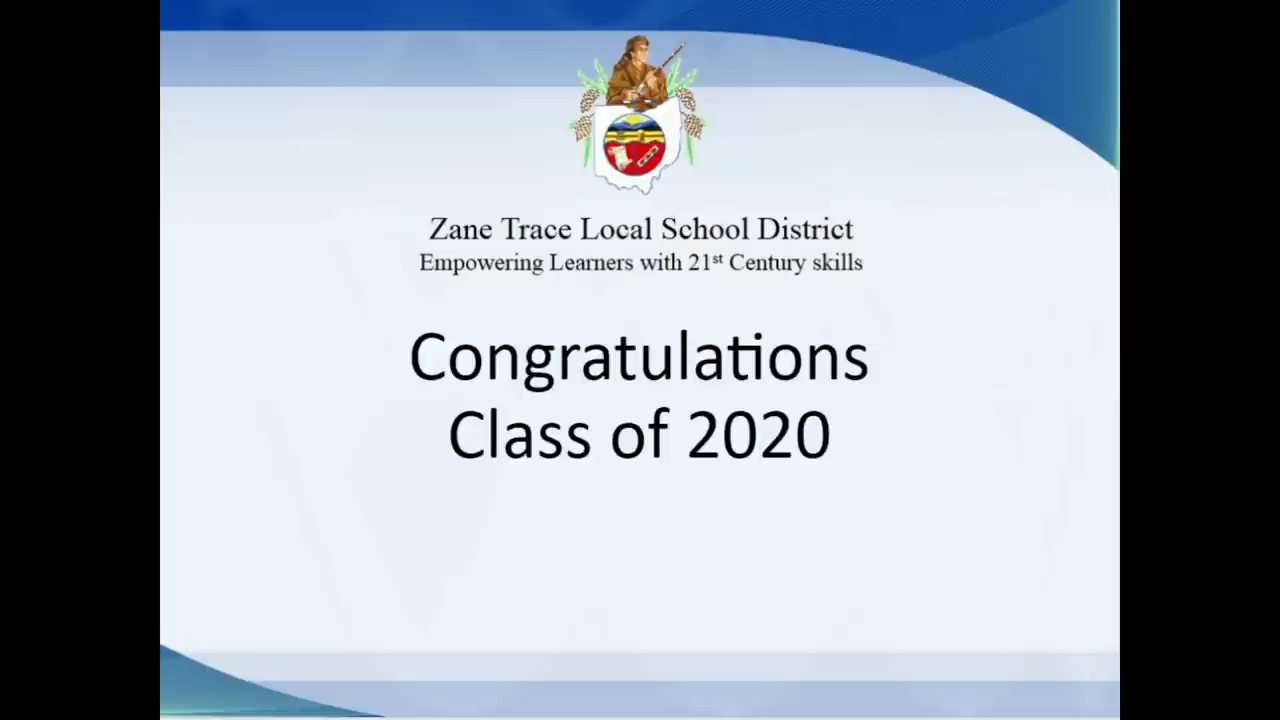 Zane Trace Local School District
Empowering Learners with 21st Century skills
Congratulations
Class of 2020